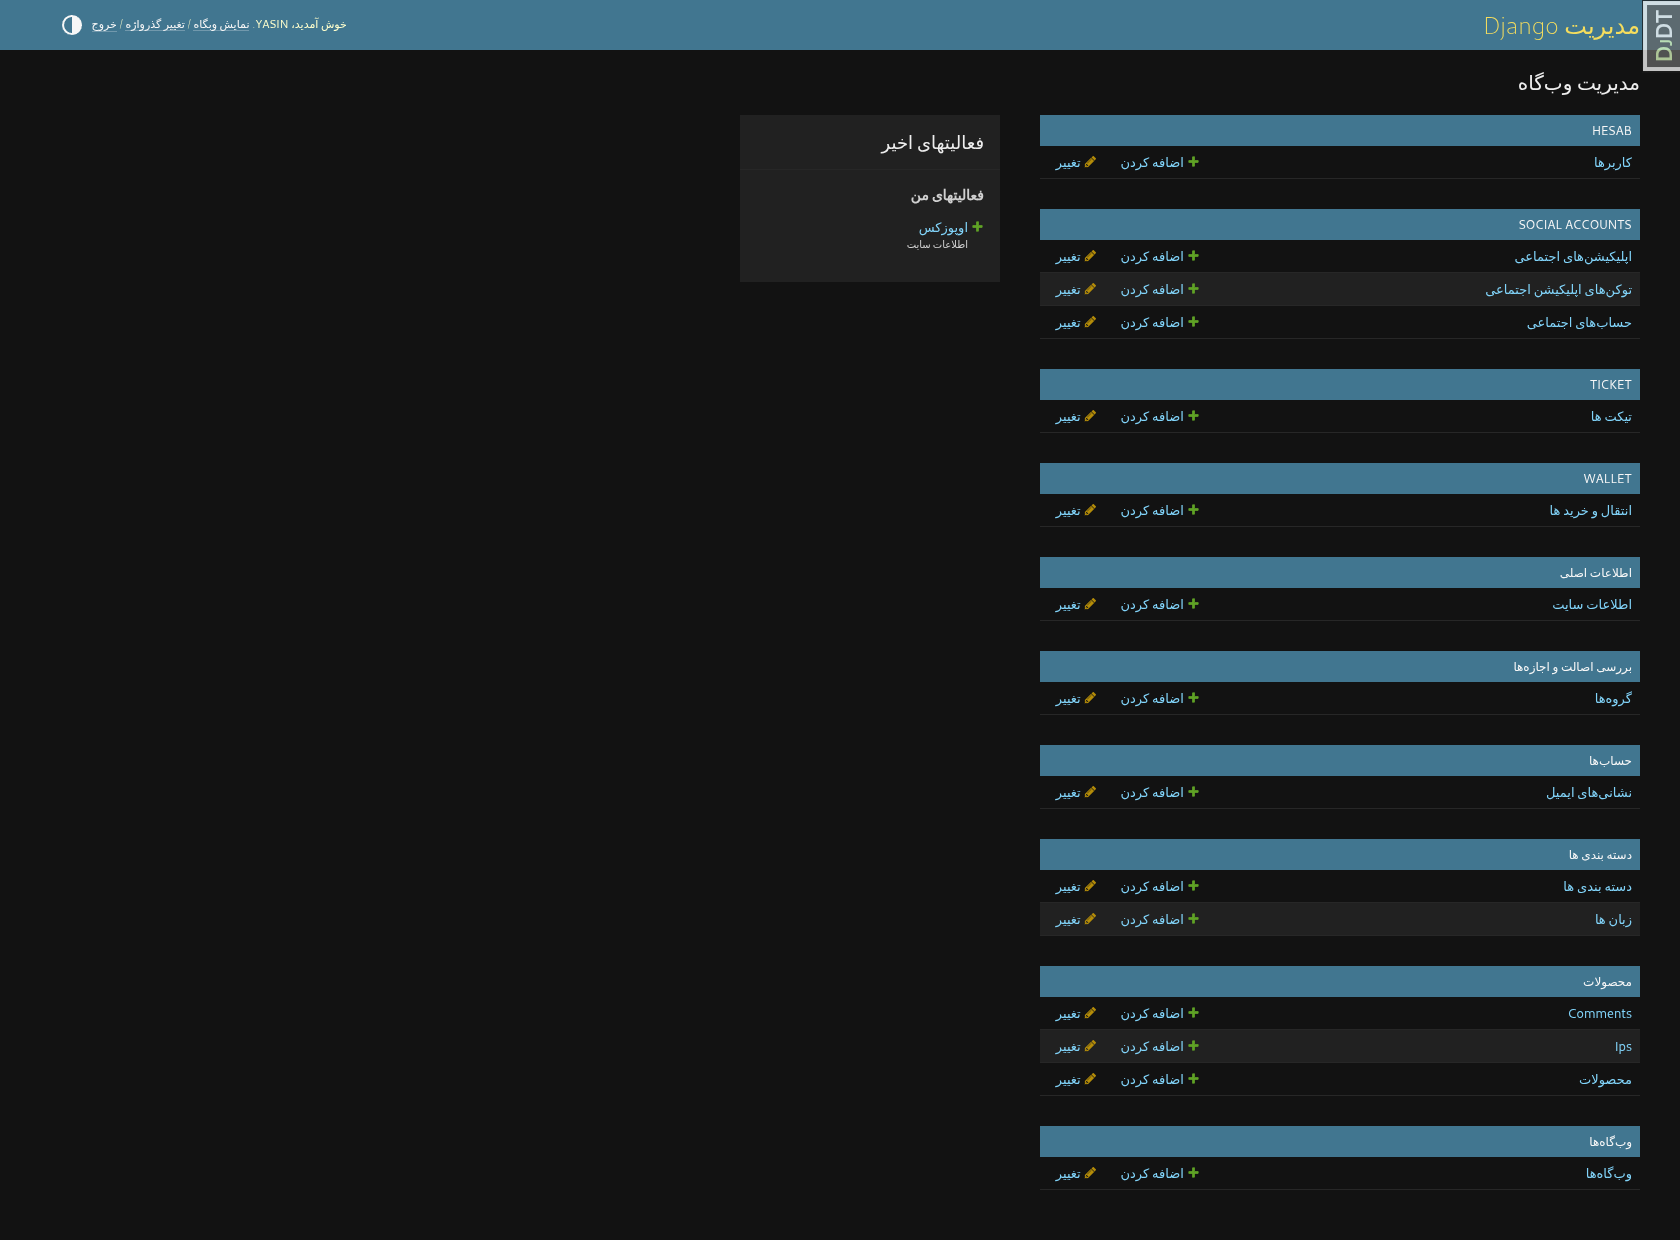 مدیریت Django
خوش آمدید، YASIN. نمایش وبگاه / تغییر گذرواژه / خروج
DJDT
مدیریت وب‌گاه
HESAB
کاربرها اضافه کردن تغییر
SOCIAL ACCOUNTS
اپلیکیشن‌های اجتماعی اضافه کردن تغییر
توکن‌های اپلیکیشن اجتماعی اضافه کردن تغییر
حساب‌های اجتماعی اضافه کردن تغییر
TICKET
تیکت ها اضافه کردن تغییر
WALLET
انتقال و خرید ها اضافه کردن تغییر
اطلاعات اصلی
اطلاعات سایت اضافه کردن تغییر
بررسی اصالت و اجازه‌ها
گروه‌ها اضافه کردن تغییر
حساب‌ها
نشانی‌های ایمیل اضافه کردن تغییر
دسته بندی ها
دسته بندی ها اضافه کردن تغییر
زبان ها اضافه کردن تغییر
محصولات
Comments اضافه کردن تغییر
Ips اضافه کردن تغییر
محصولات اضافه کردن تغییر
وب‌گاه‌ها
وب‌گاه‌ها اضافه کردن تغییر
فعالیتهای اخیر
فعالیتهای من
اوپوزکس
اطلاعات سایت